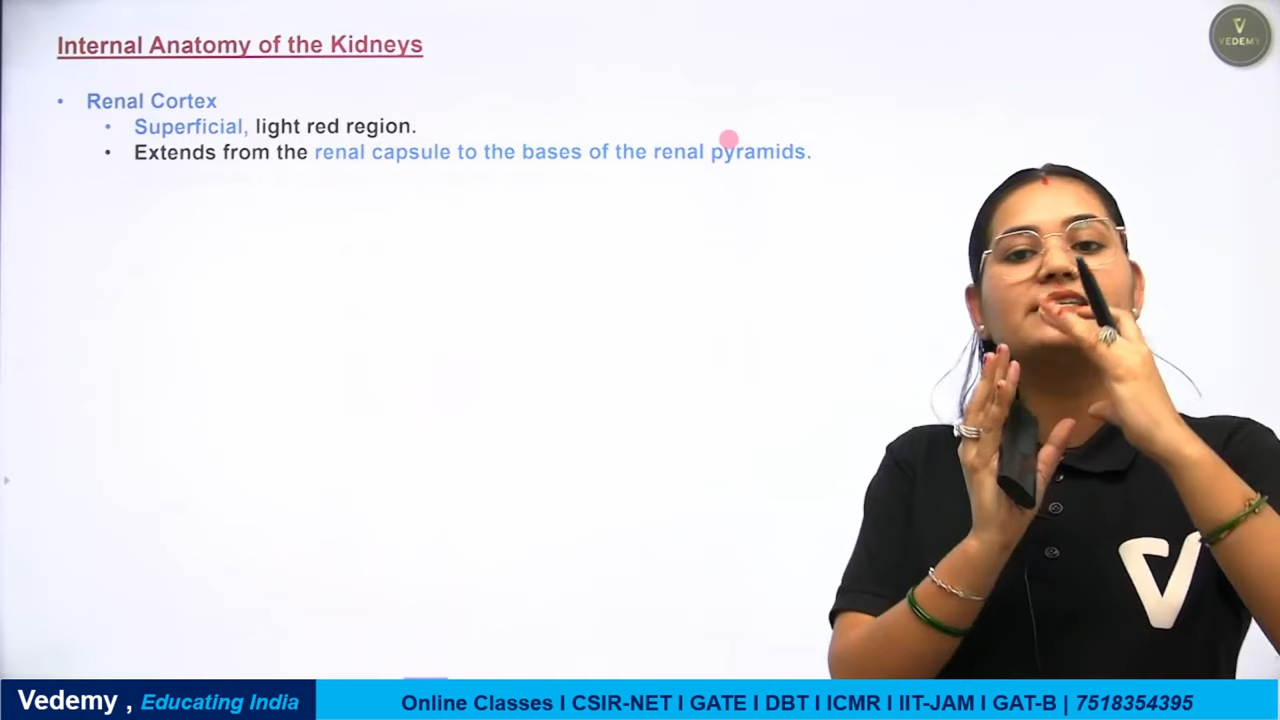 Internal Anatomy of the Kidneys
V
VEDEMY
• Renal Cortex
• Superficial, light red region.
• Extends from the renal capsule to the bases of the renal pyramids.
V
Vedemy , Educating India
Online Classes I CSIR-NET I GATE I DBT I ICMR I IIT-JAM I GAT-B | 7518354395